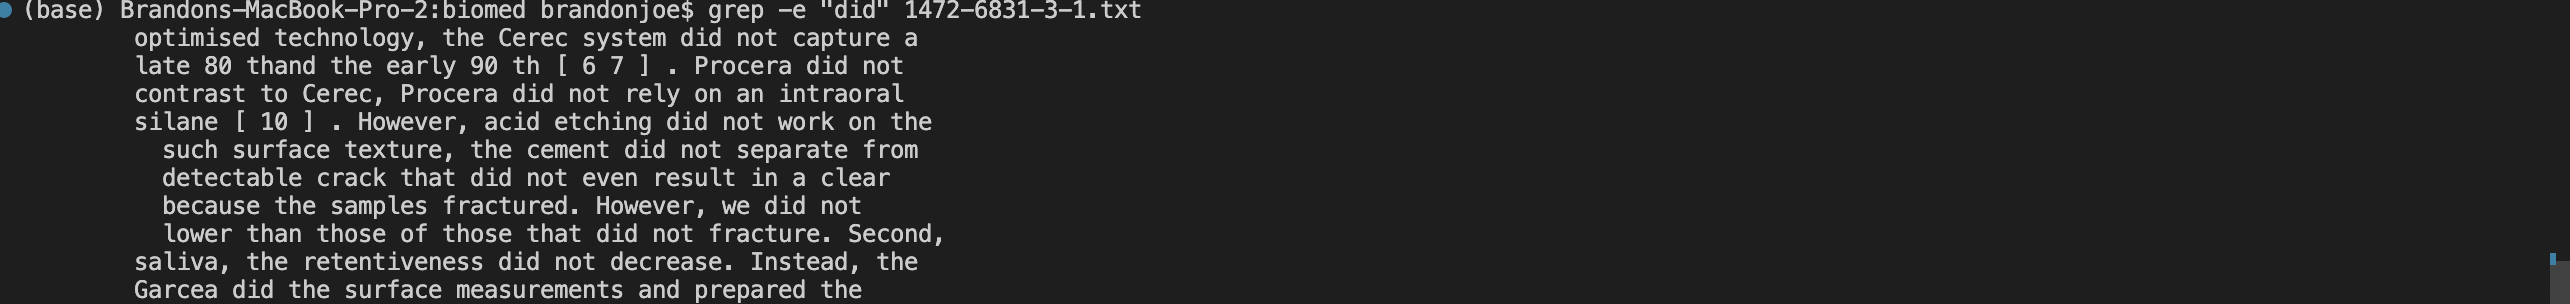 (base) Brandons-MacBook-Pro-2:biomed brandonjoe$ grep -e "did" 1472-6831-3-1.txt
optimised technology, the Cerec system did not capture a
late 80 thand the early 90 th [ 6 7 ] . Procera did not
contrast to Cerec, Procera did not rely on an intraoral
silane [ 10 ] . However, acid etching did not work on the
such surface texture, the cement did not separate from
detectable crack that did not even result in a clear
because the samples fractured. However, we did not
lower than those of those that did not fracture. Second,
saliva, the retentiveness did not decrease. Instead, the
Garcea did the surface measurements and prepared the